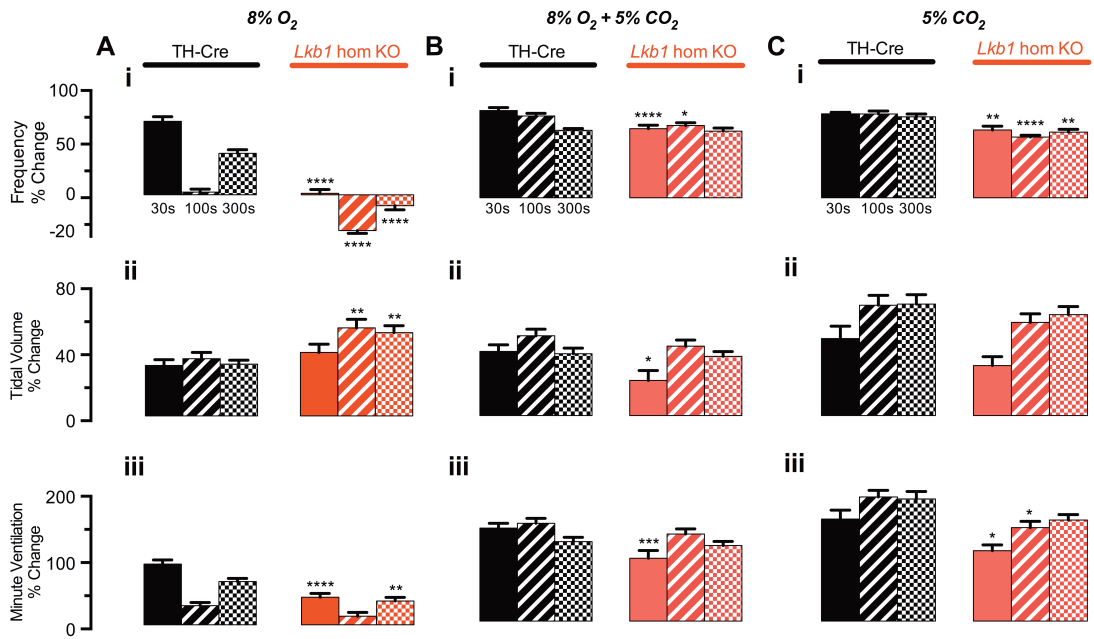 8% O2
8% O2 + 5% CO2
5% CO2
A
TH-Cre
Lkb1 hom KO
B
TH-Cre
Lkb1 hom KO
C
TH-Cre
Lkb1 hom KO
i
i
i
Frequency
% Change
100
50
0
-20
30s 100s 300s
****
****
****
30s 100s 300s
****
*
30s 100s 300s
**
****
**
ii
ii
ii
Tidal Volume
% Change
80
40
0
**
**
*
iii
iii
iii
Minute Ventilation
% Change
200
100
0
****
**
***
*
*